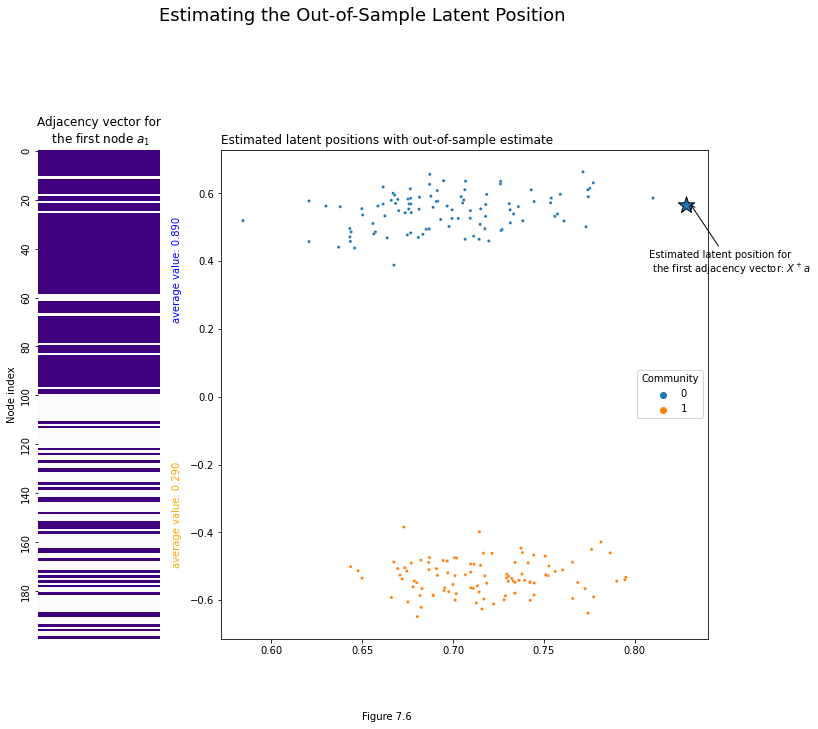 Estimating the Out-of-Sample Latent Position
Adjacency vector for
the first node a₁
Node index
0
20
40
60
80
100
120
140
160
180
average value: 0.890
average value: 0.290
Estimated latent positions with out-of-sample estimate
0.6
0.4
0.2
0.0
−0.2
−0.4
−0.6
0.60
0.65
0.70
0.75
0.80
Estimated latent position for
the first adjacency vector: X⁺a
Community
0
1
Figure 7.6